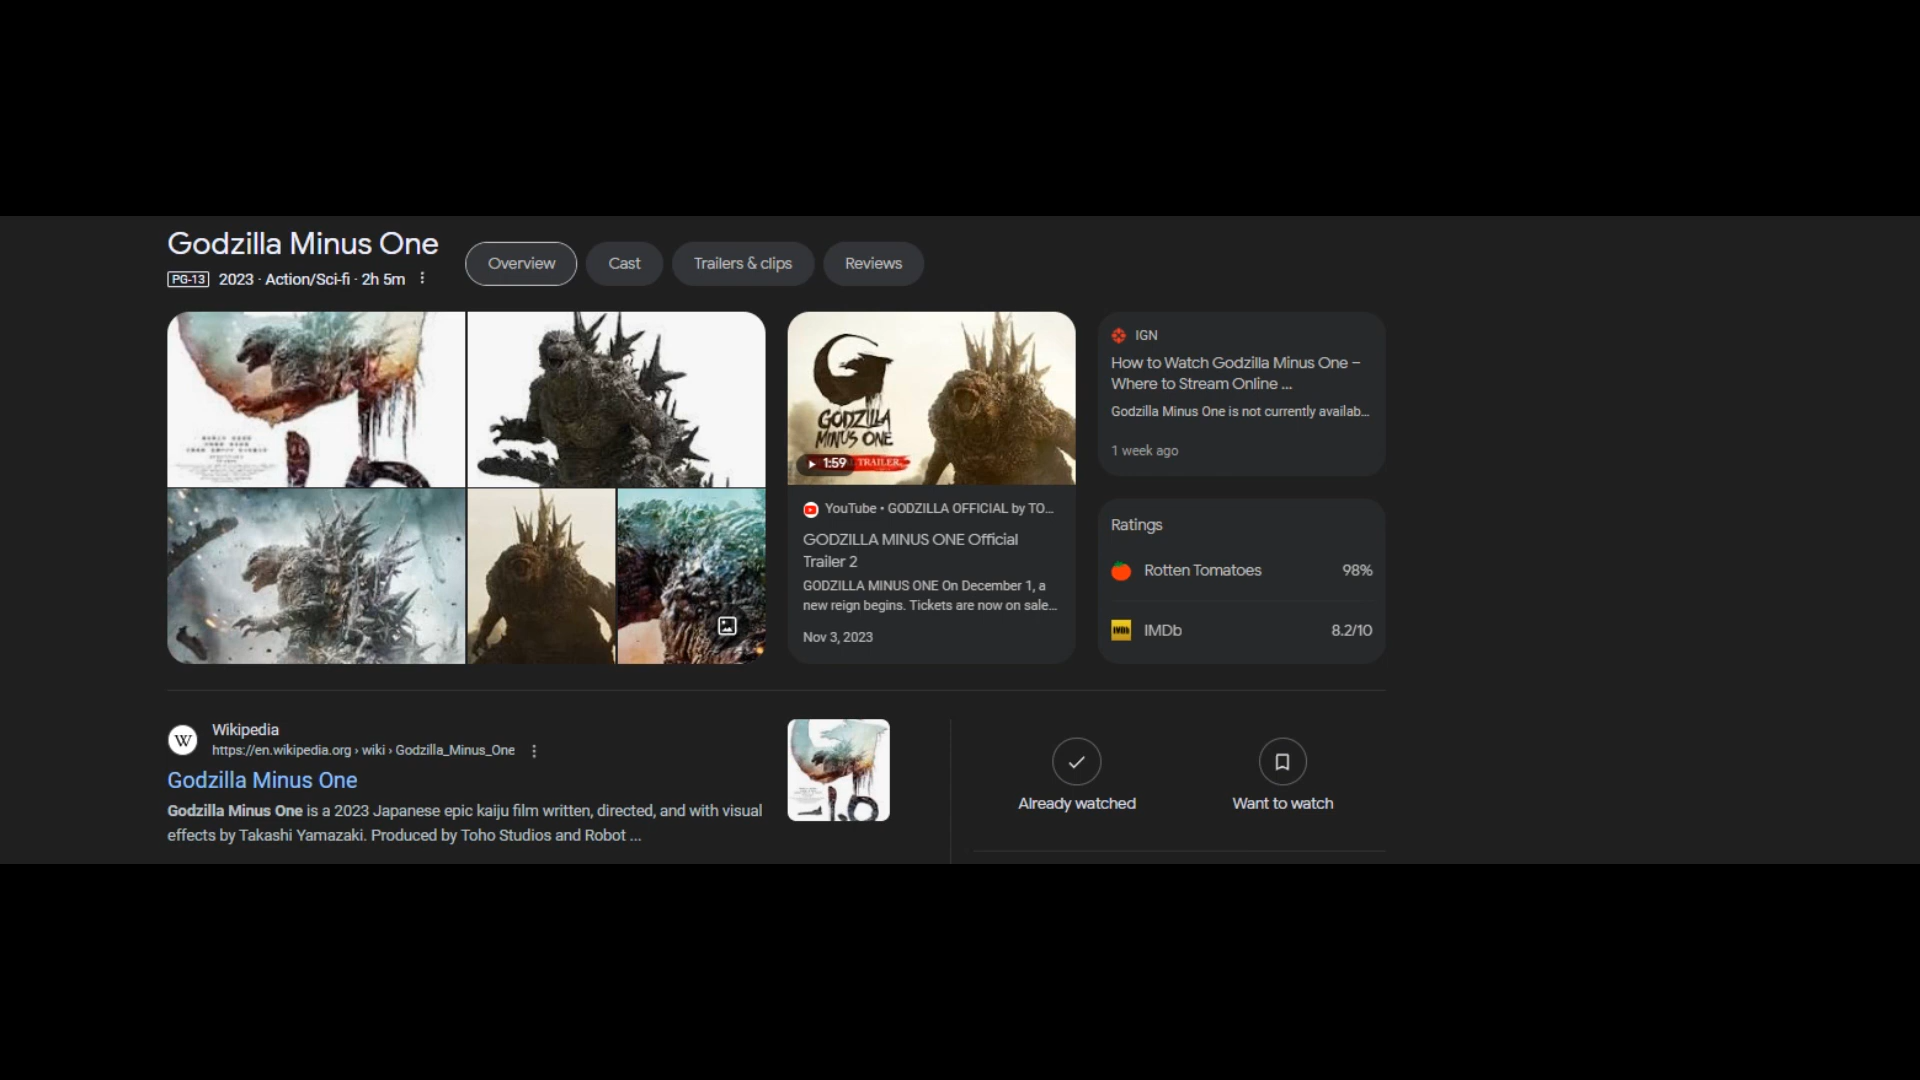 Godzilla Minus One
PG-13 2023 · Action/Sci-fi · 2h 5m
Overview
Cast
Trailers & clips
Reviews
GODZILLA
MINUS ONE
1:59 TRAILER
YouTube • GODZILLA OFFICIAL by TO...
GODZILLA MINUS ONE Official
Trailer 2
GODZILLA MINUS ONE On December 1, a
new reign begins. Tickets are now on sale...
Nov 3, 2023
IGN
How to Watch Godzilla Minus One –
Where to Stream Online ...
Godzilla Minus One is not currently availab...
1 week ago
Ratings
Rotten Tomatoes 98%
IMDb IMDb 8.2/10
W
Wikipedia
https://en.wikipedia.org › wiki › Godzilla_Minus_One
Godzilla Minus One
Godzilla Minus One is a 2023 Japanese epic kaiju film written, directed, and with visual
effects by Takashi Yamazaki. Produced by Toho Studios and Robot ...
Already watched
Want to watch